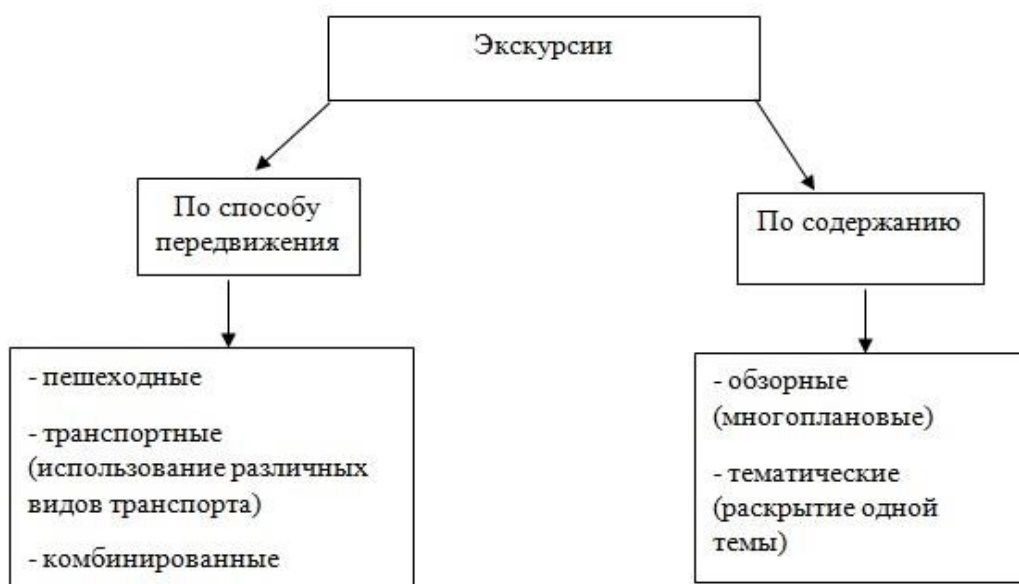 Экскурсии
По способу
передвижения
По содержанию
- пешеходные
- транспортные
(использование различных
видов транспорта)
- комбинированные
- обзорные
(многоплановые)
- тематические
(раскрытие одной
темы)